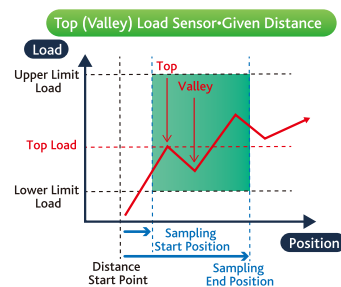 Top (Valley) Load Sensor•Given Distance
Load
Upper Limit
Load
Top
Valley
Top Load
Lower Limit
Load
Sampling
Start Position
Position
Distance
Start Point
Sampling
End Position